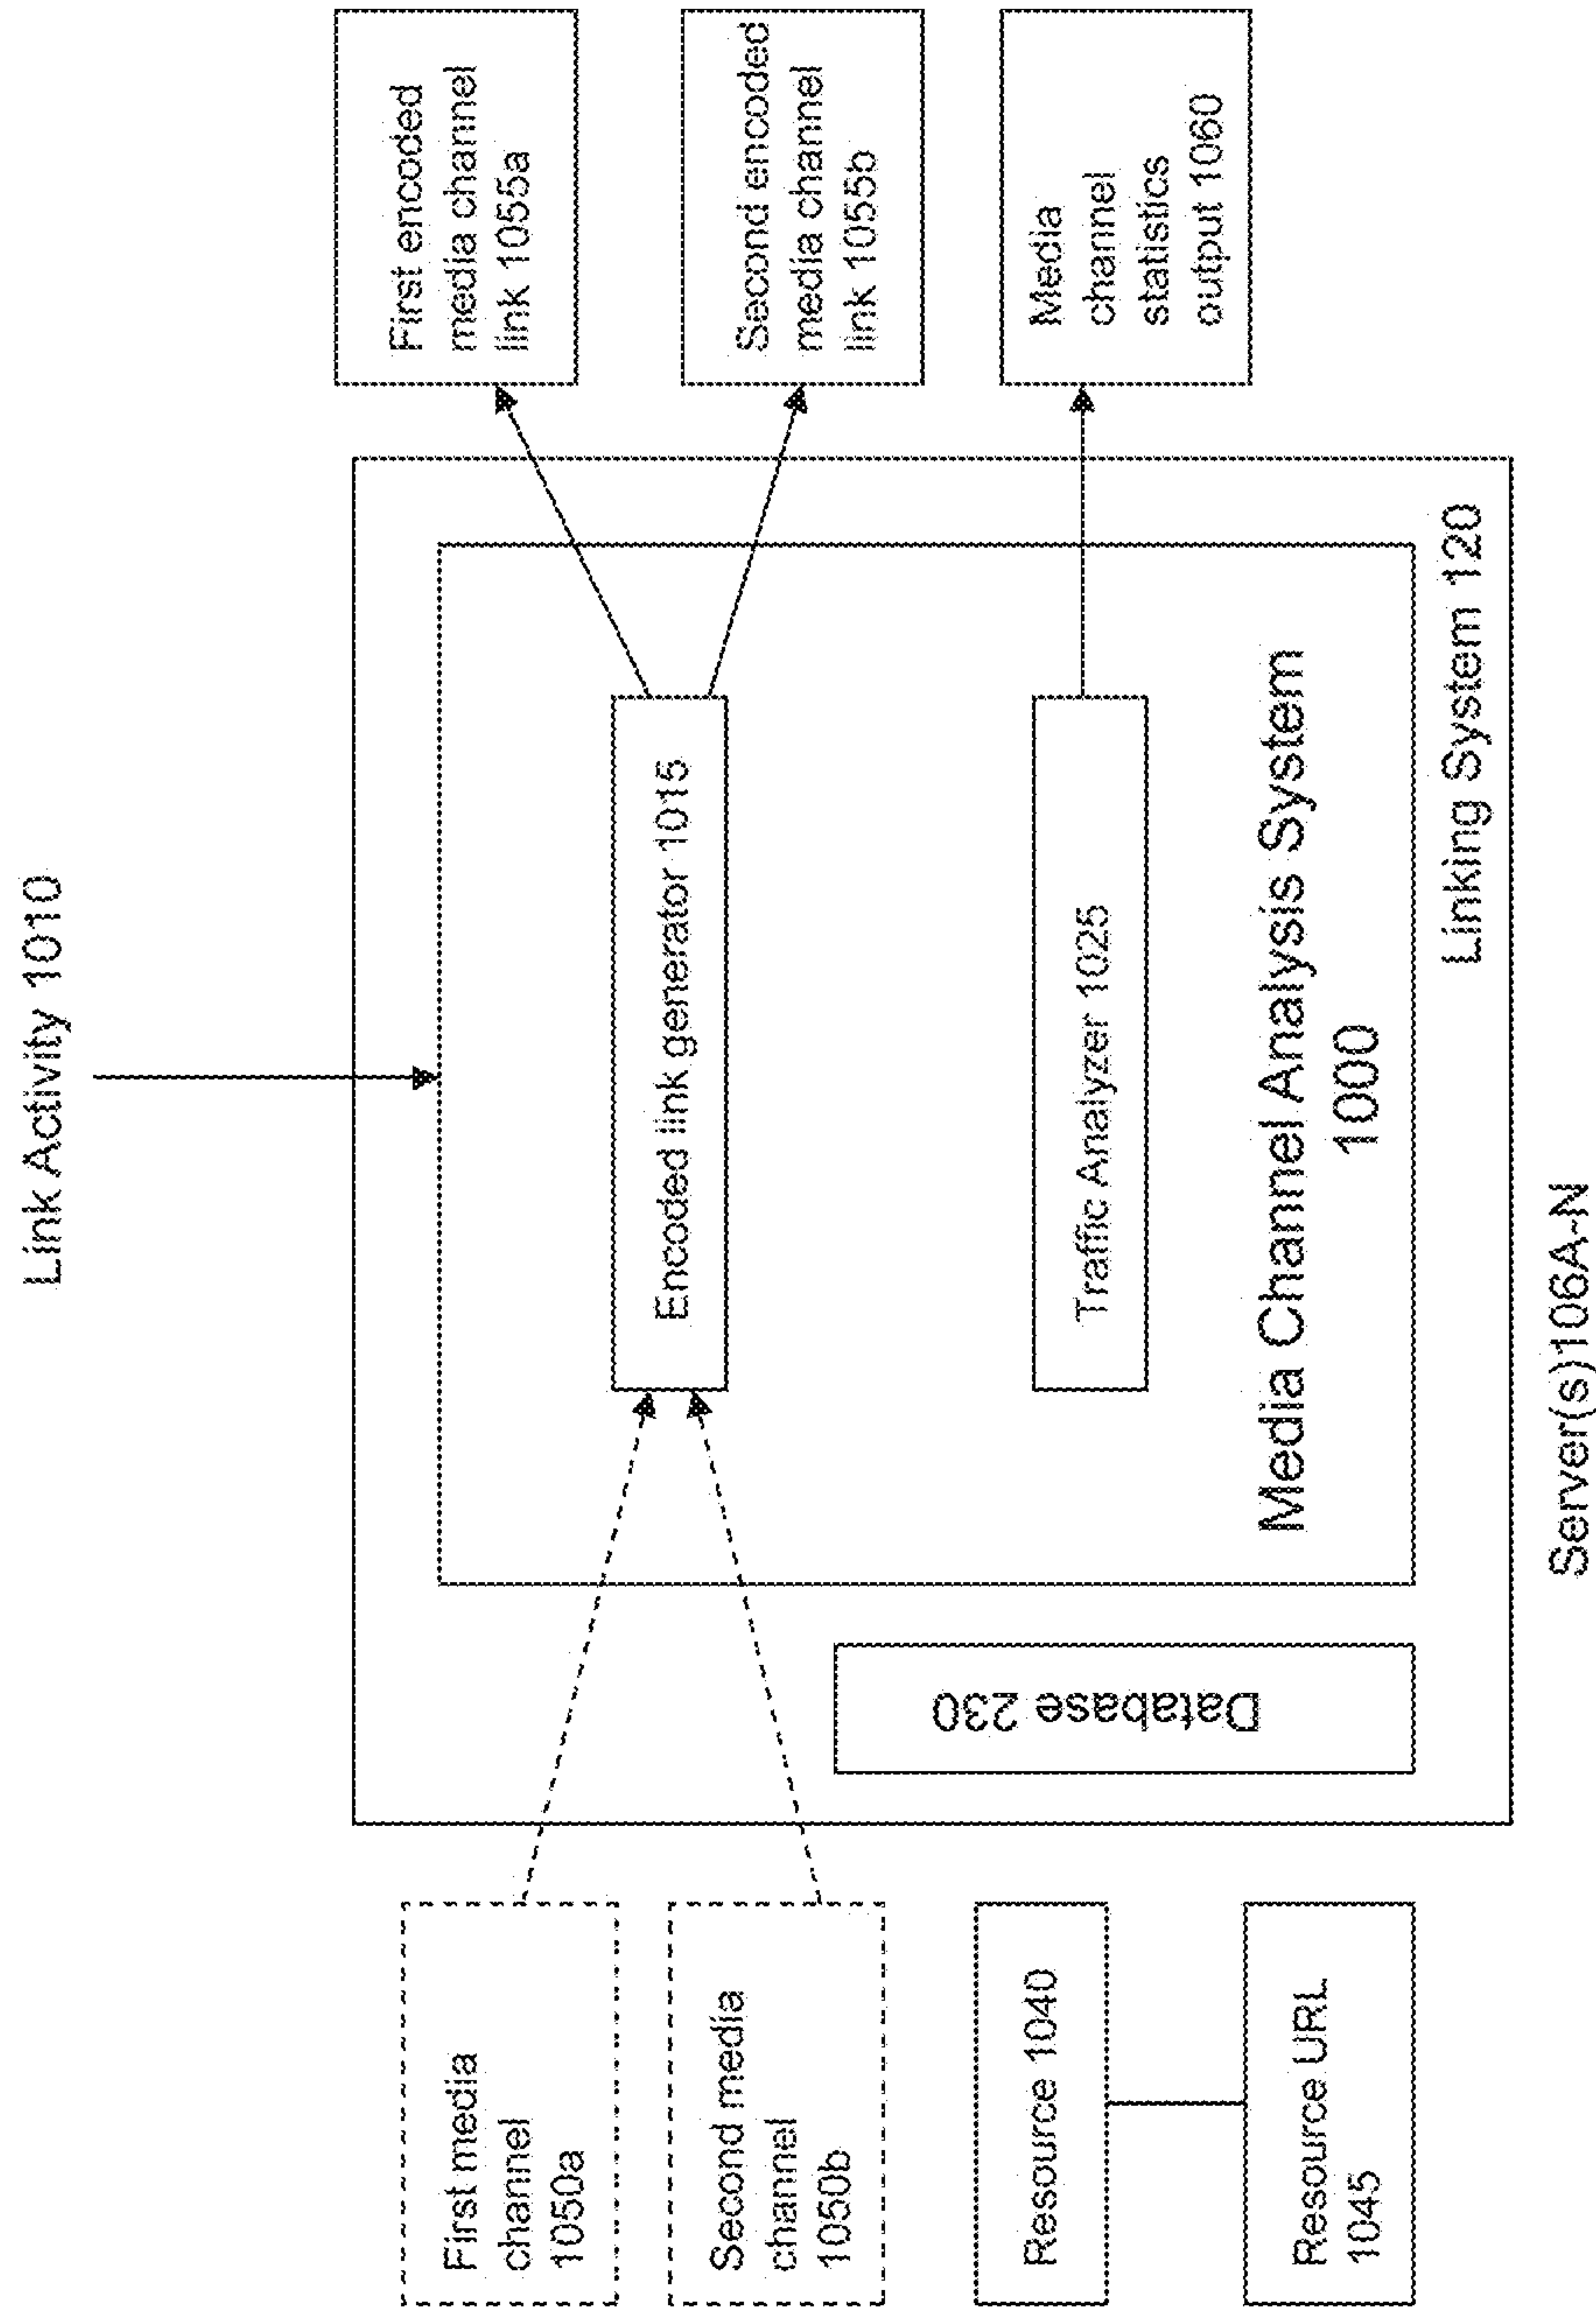 Link Activity 1010
First media
channel
1050a
Second media
channel
1050b
Resource 1040
Resource URL
1045
Database 230
Encoded link generator 1015
Traffic Analyzer 1025
Media Channel Analysis System
1000
Linking System 120
Server(s)106A-N
First encoded
media channel
link 1055a
Second encoded
media channel
link 1055b
Media
channel
statistics
output 1060